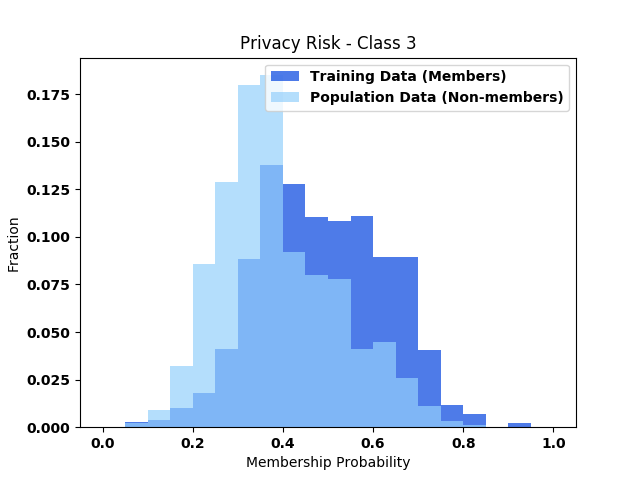 Privacy Risk - Class 3
Training Data (Members)
Population Data (Non-members)
0.175
0.150
0.125
0.100
0.075
0.050
0.025
0.000
Fraction
0.0 0.2 0.4 0.6 0.8 1.0
Membership Probability